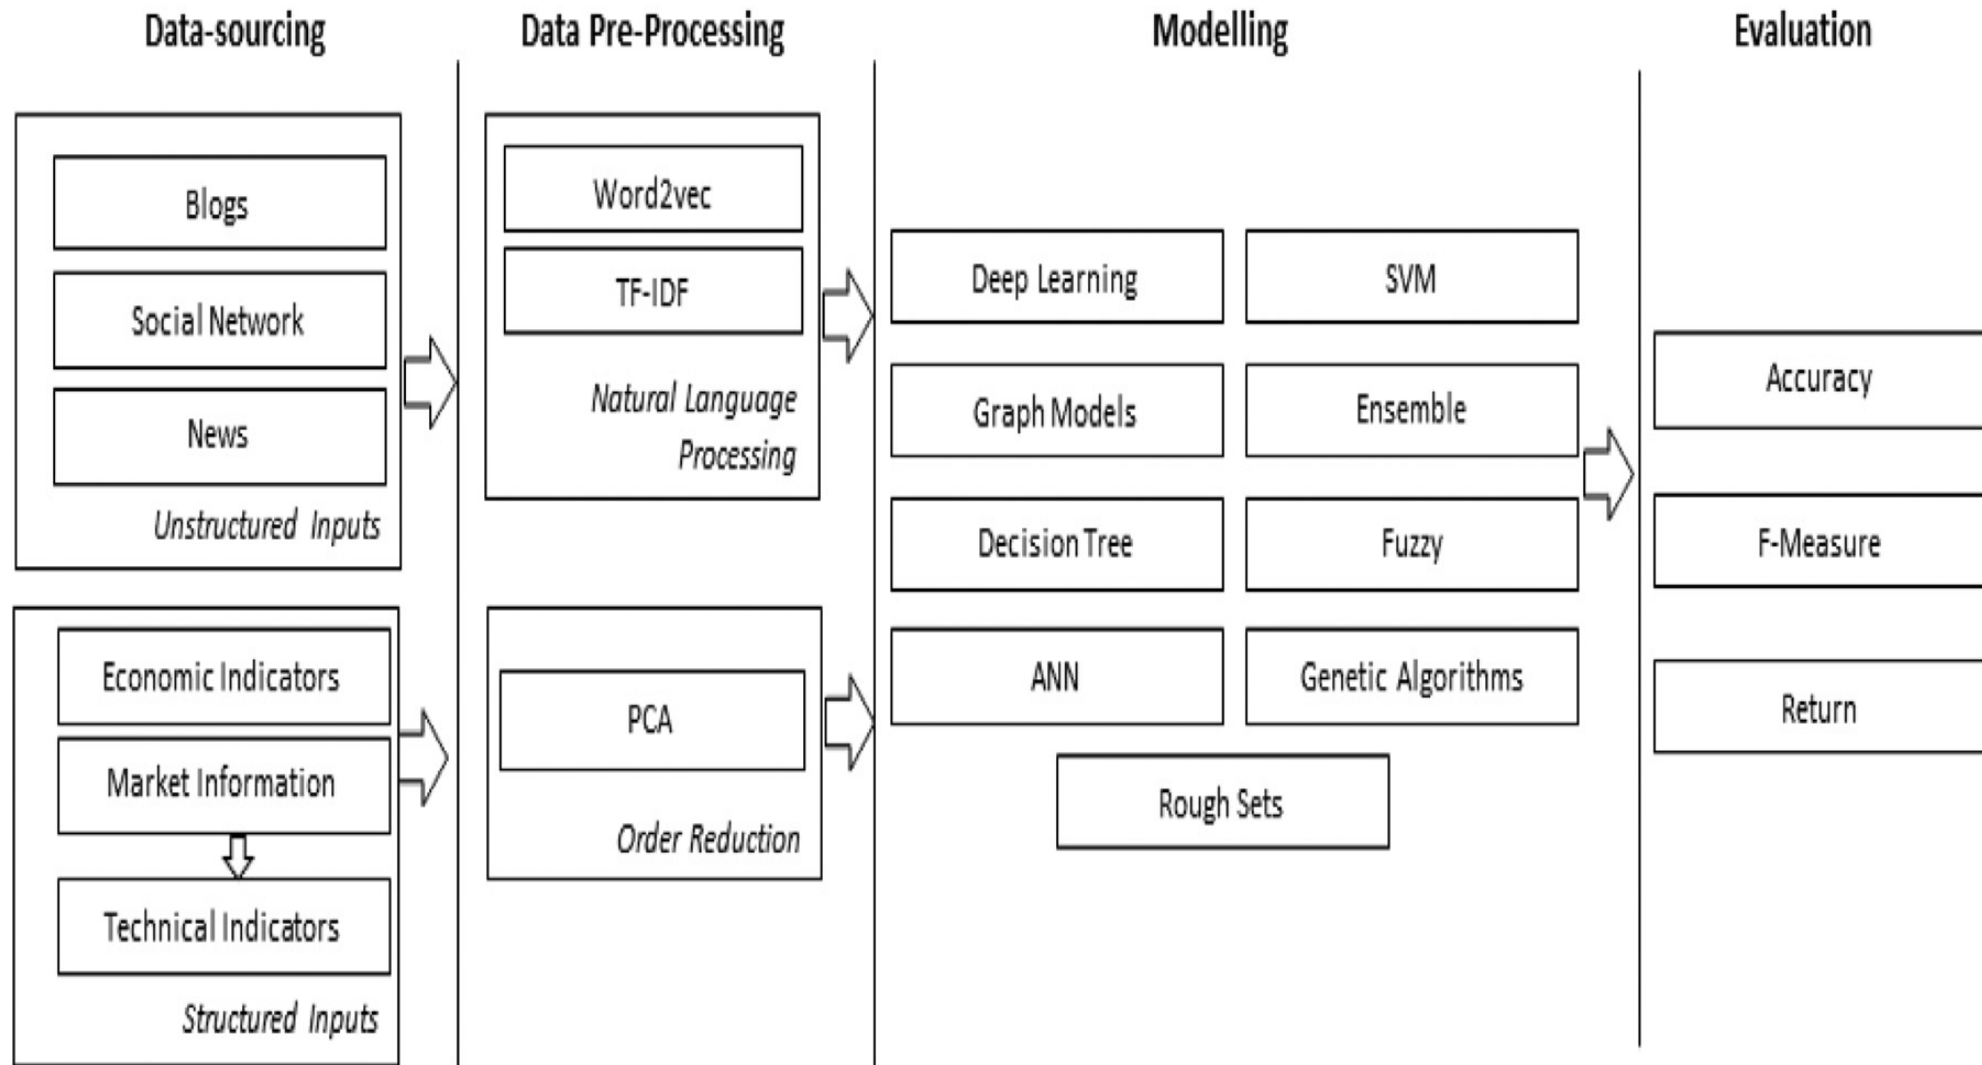 Data-sourcing
Data Pre-Processing
Modelling
Evaluation
Blogs
Social Network
News
Unstructured Inputs
Economic Indicators
Market Information
Technical Indicators
Structured Inputs
Word2vec
TF-IDF
Natural Language
Processing
PCA
Order Reduction
Deep Learning
SVM
Graph Models
Ensemble
Decision Tree
Fuzzy
ANN
Genetic Algorithms
Rough Sets
Accuracy
F-Measure
Return